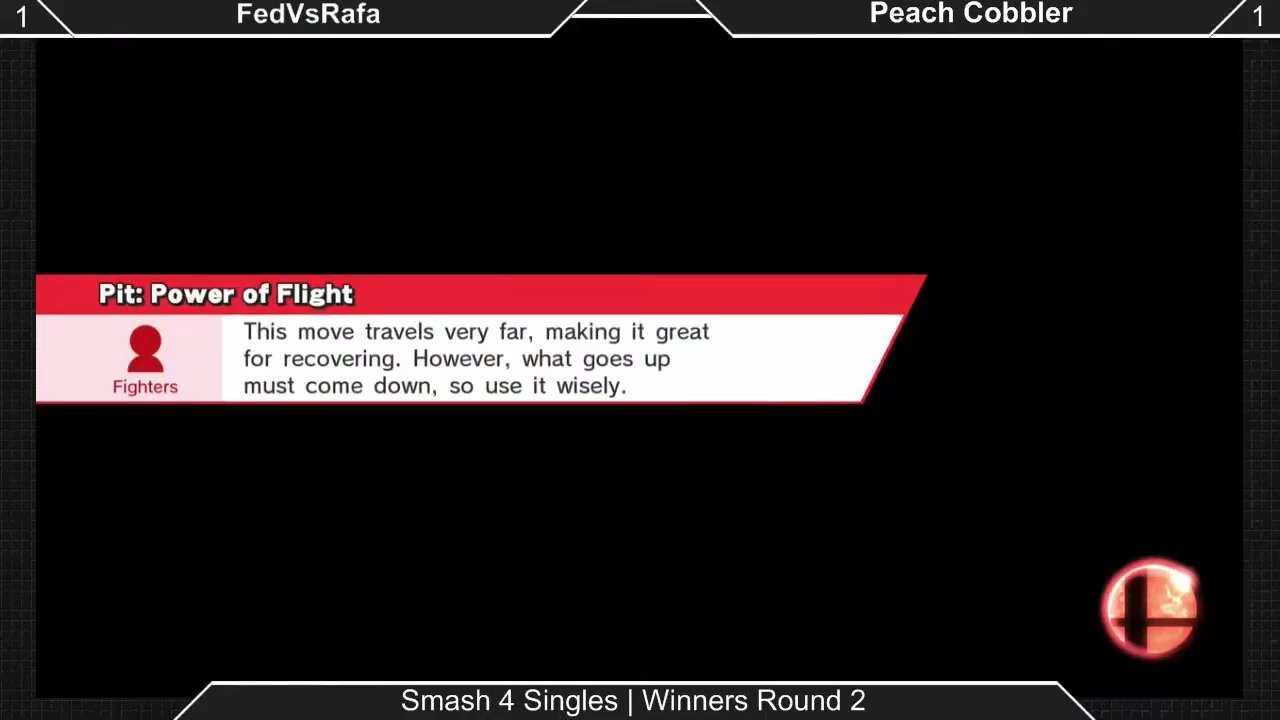 1
FedVsRafa
Peach Cobbler
1
Pit: Power of Flight
Fighters
This move travels very far, making it great
for recovering. However, what goes up
must come down, so use it wisely.
Smash 4 Singles | Winners Round 2